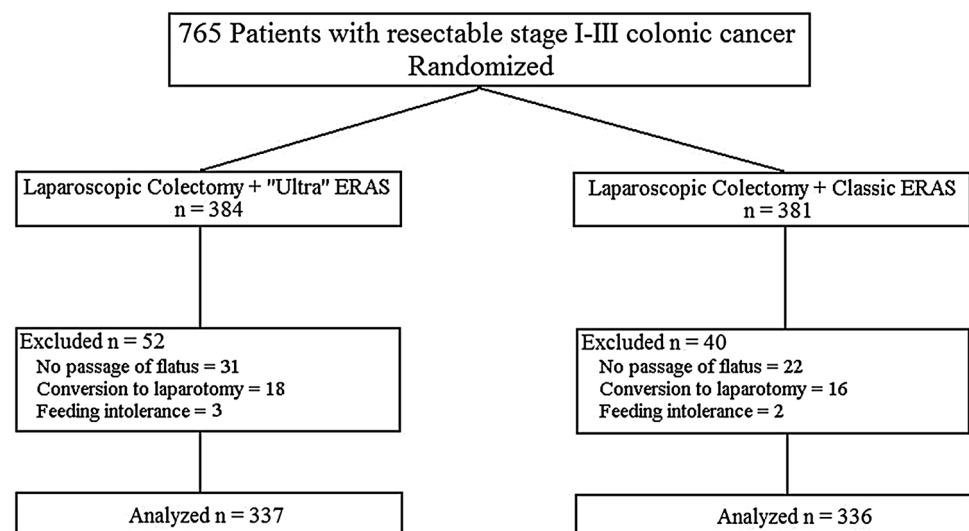 765 Patients with resectable stage I-III colonic cancer
Randomized
Laparoscopic Colectomy + "Ultra" ERAS
n = 384
Laparoscopic Colectomy + Classic ERAS
n = 381
Excluded n = 52
No passage of flatus = 31
Conversion to laparotomy = 18
Feeding intolerance = 3
Excluded n = 40
No passage of flatus = 22
Conversion to laparotomy = 16
Feeding intolerance = 2
Analyzed n = 337
Analyzed n = 336